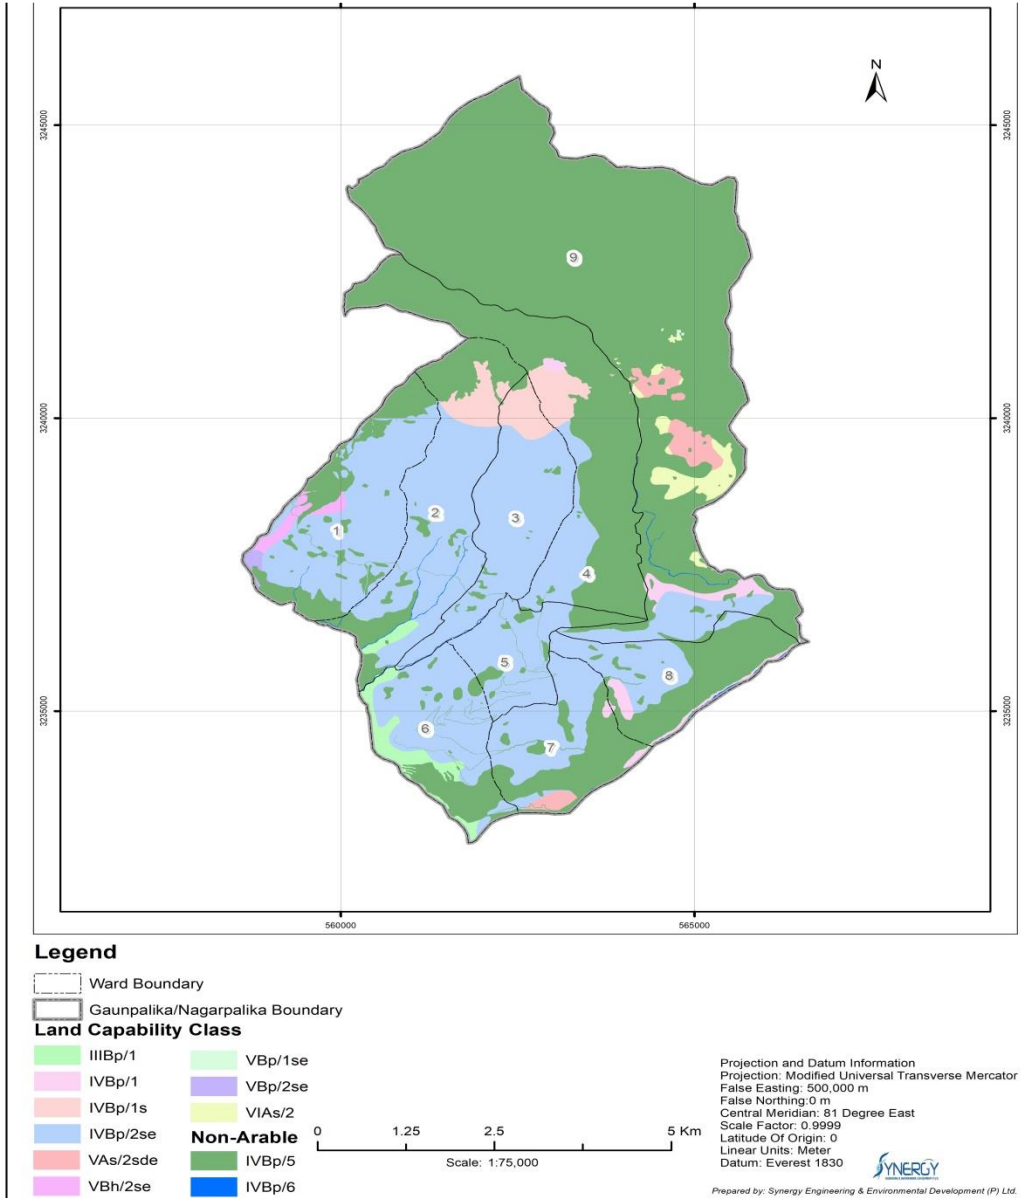 N
3245000
3245000
9
3240000
3240000
1
2
3
4
5
8
3235000
3235000
6
7
560000
565000
Legend
Ward Boundary
Gaunpalika/Nagarpalika Boundary
Land Capability Class
IIIBp/1
IVBp/1
IVBp/1s
IVBp/2se
VAs/2sde
VBh/2se
VBp/1se
VBp/2se
VIAs/2
Non-Arable
IVBp/5
IVBp/6
0 1.25 2.5 5 Km
Scale: 1:75,000
Projection and Datum Information
Projection: Modified Universal Transverse Mercator
False Easting: 500,000 m
False Northing:0 m
Central Meridian: 81 Degree East
Scale Factor: 0.9999
Latitude Of Origin: 0
Linear Units: Meter
Datum: Everest 1830
SYNERGY
Prepared by: Synergy Engineering & Environmental Development (P) Ltd.